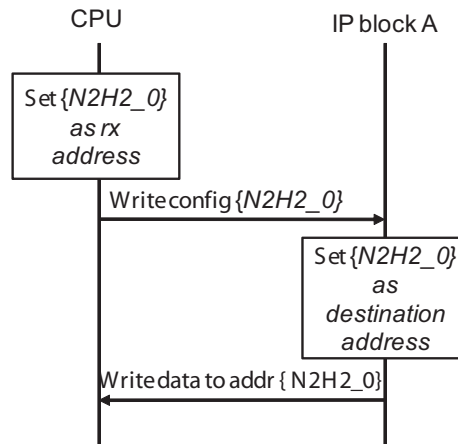 CPU
IP block A
Set {N2H2_0}
as rx
address
Write config {N2H2_0}
Set {N2H2_0}
as
destination
address
Write data to addr { N2H2_0}